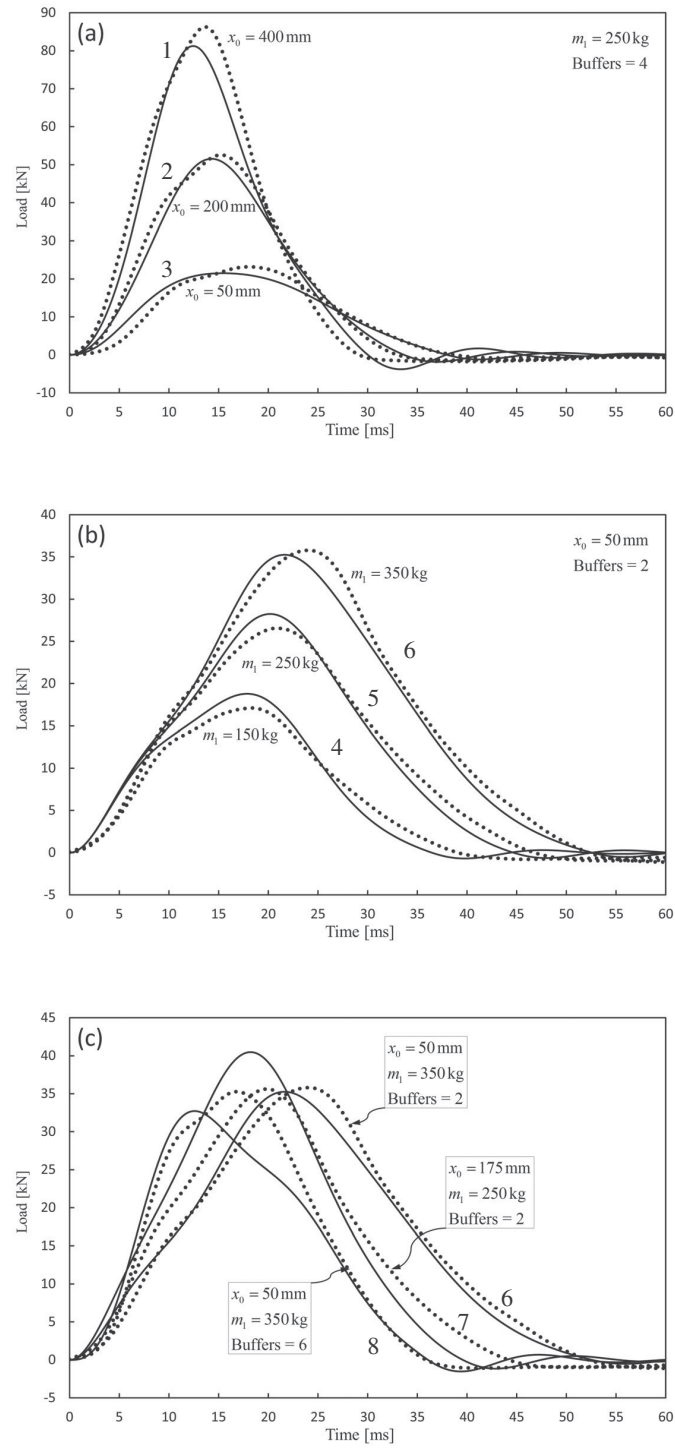 (a)
x₀ = 400 mm
m₁ = 250 kg
Buffers = 4
1
2
x₀ = 200 mm
3
x₀ = 50 mm
Load [kN]
90
80
70
60
50
40
30
20
10
0
-10
0 5 10 15 20 25 30 35 40 45 50 55 60
Time [ms]
(b)
x₀ = 50 mm
Buffers = 2
m₁ = 350 kg
6
m₁ = 250 kg
5
m₁ = 150 kg
4
Load [kN]
40
35
30
25
20
15
10
5
0
-5
0 5 10 15 20 25 30 35 40 45 50 55 60
Time [ms]
(c)
x₀ = 50 mm
m₁ = 350 kg
Buffers = 2
x₀ = 175 mm
m₁ = 250 kg
Buffers = 2
x₀ = 50 mm
m₁ = 350 kg
Buffers = 6
6
7
8
Load [kN]
45
40
35
30
25
20
15
10
5
0
-5
0 5 10 15 20 25 30 35 40 45 50 55 60
Time [ms]